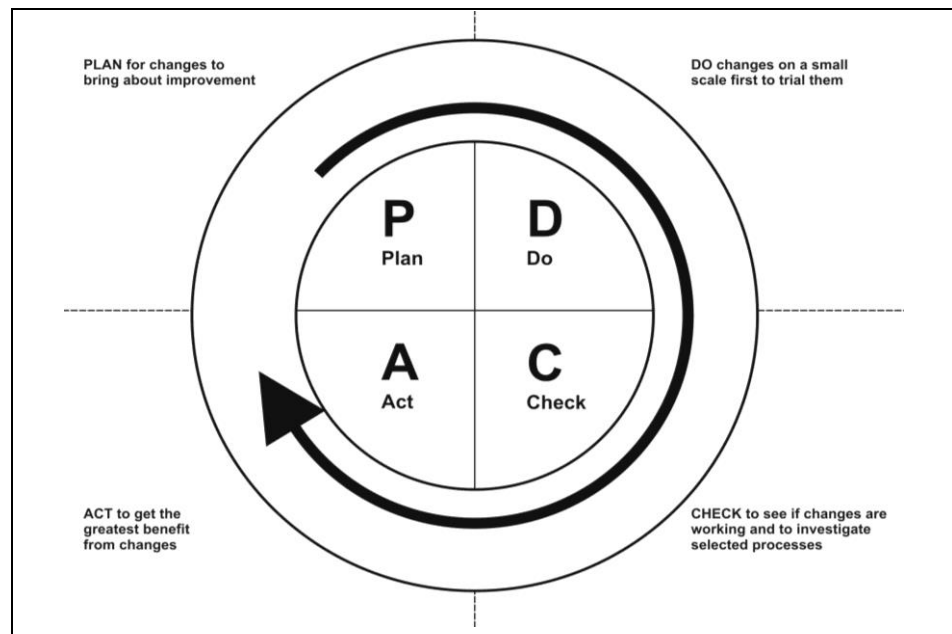 PLAN for changes to
bring about improvement
DO changes on a small
scale first to trial them
P
Plan
D
Do
A
Act
C
Check
ACT to get the
greatest benefit
from changes
CHECK to see if changes are
working and to investigate
selected processes